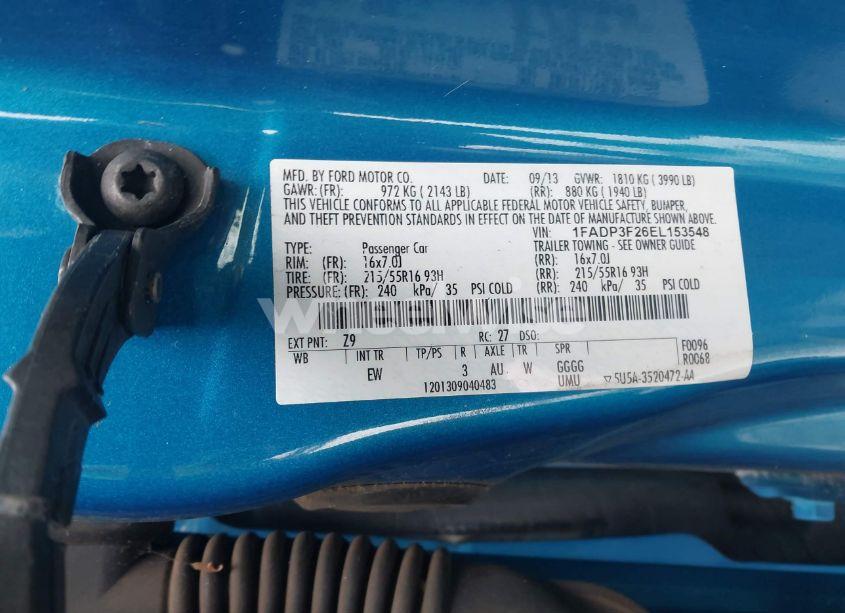 MFD. BY FORD MOTOR CO. DATE: 09/13 GVWR: 1810 KG ( 3990 LB)
GAWR: (FR) 972 KG ( 2143 LB) (RR) 880 KG ( 1940 LB)
THIS VEHICLE CONFORMS TO ALL APPLICABLE FEDERAL MOTOR VEHICLE SAFETY, BUMPER,
AND THEFT PREVENTION STANDARDS IN EFFECT ON THE DATE OF MANUFACTURE SHOWN ABOVE.
VIN: 1FADP3F26EL153548
TYPE: Passenger Car TRAILER TOWING - SEE OWNER GUIDE
RIM: (FR): 16x7.0J (RR): 16x7.0J
TIRE: (FR): 215/55R16 93H (RR): 215/55R16 93H
PRESSURE: (FR): 240 kPa/ 35 PSI COLD (RR): 240 kPa/ 35 PSI COLD
EXT PNT: Z9 RC: 27 DSO: F0096
WB INT TR TP/PS R AXLE TR SPR R0068
EW 3 AU W GGGG
1201309040483 UMU ▽ 5U5A-3520472-AA